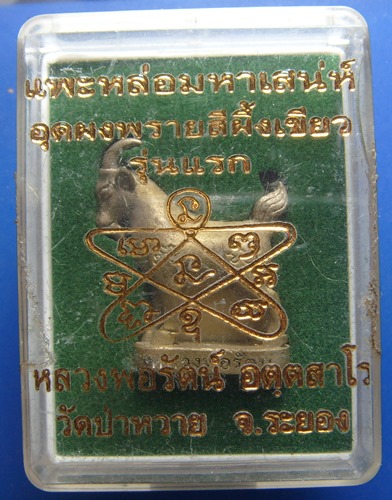 แพะหล่อมหาเสน่ห์
อุดผงพรายสีผึ้งเขียว
รุ่นแรก
หลวงพ่อรัตน์ อตฺตสาโร
วัดป่าหวาย จ.ระยอง